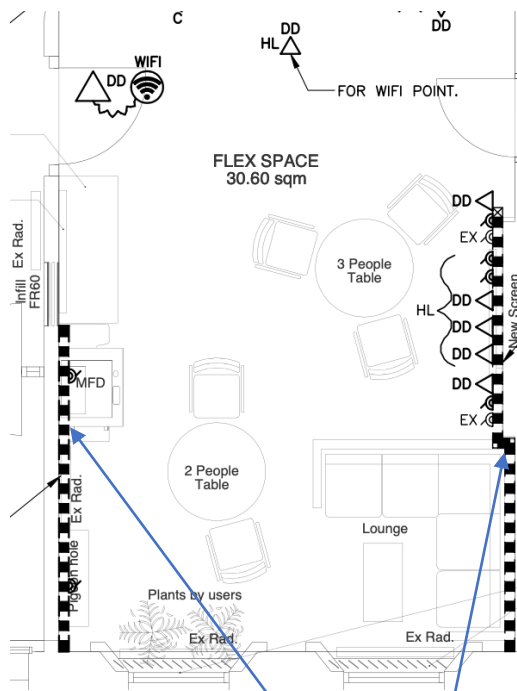 C
DD
DD
HL
WIFI
DD
FOR WIFI POINT.
FLEX SPACE
30.60 sqm
DD
EX
3 People
Table
Ex Rad.
Infill
FR60
HL
DD
DD
DD
New Screen
DD
EX
MFD
2 People
Table
Ex Rad.
Pigeon hole
Lounge
Plants by users
Ex Rad.
Ex Rad.